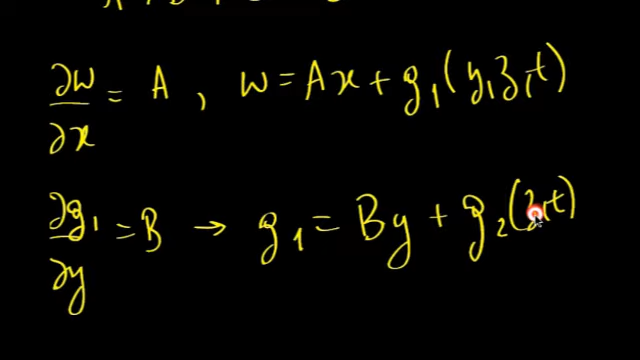 ∂w/∂x = A , w = Ax + g₁(y,z,t)
∂g₁/∂y = B → g₁ = By + g₂(z,t)